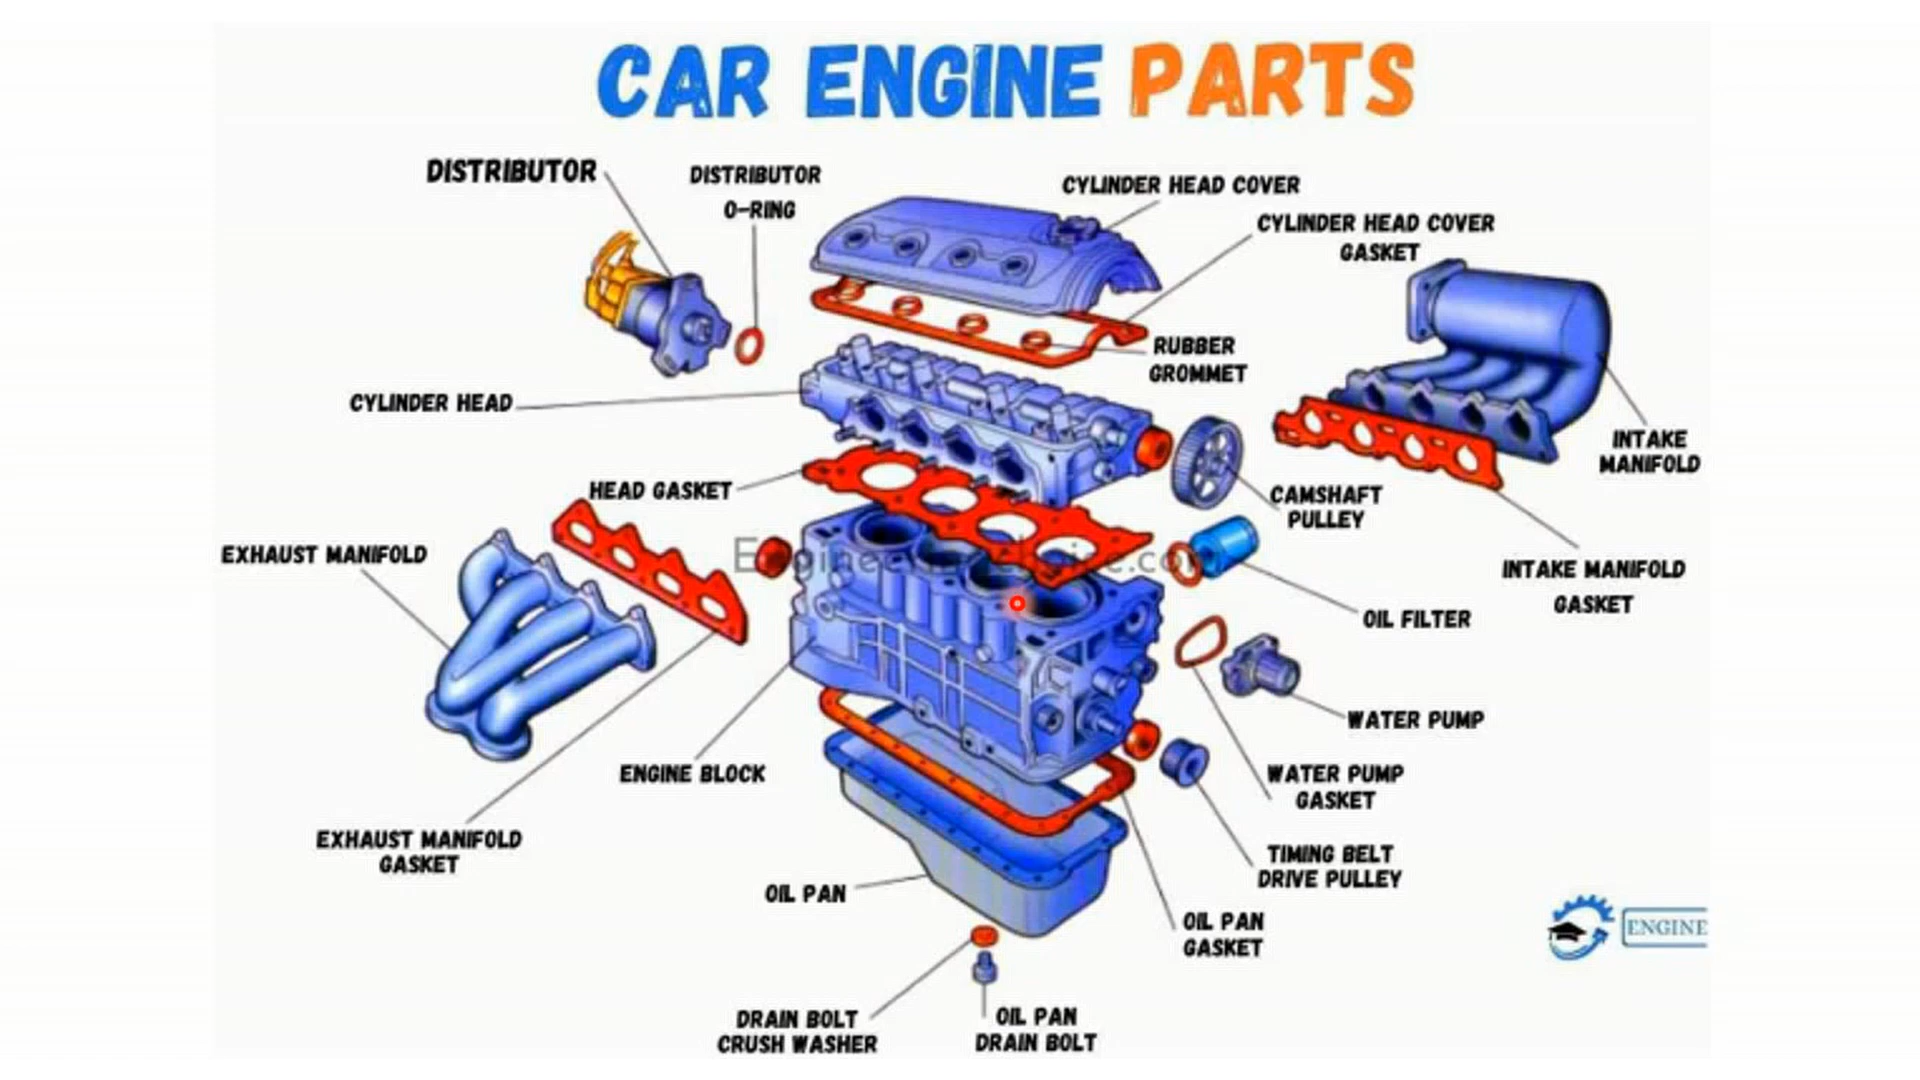 CAR ENGINE PARTS
DISTRIBUTOR
DISTRIBUTOR
O-RING
CYLINDER HEAD COVER
CYLINDER HEAD COVER
GASKET
RUBBER
GROMMET
CYLINDER HEAD
INTAKE
MANIFOLD
HEAD GASKET
CAMSHAFT
PULLEY
EXHAUST MANIFOLD
INTAKE MANIFOLD
GASKET
OIL FILTER
WATER PUMP
ENGINE BLOCK
WATER PUMP
GASKET
EXHAUST MANIFOLD
GASKET
TIMING BELT
DRIVE PULLEY
OIL PAN
OIL PAN
GASKET
ENGINE
DRAIN BOLT
CRUSH WASHER
OIL PAN
DRAIN BOLT